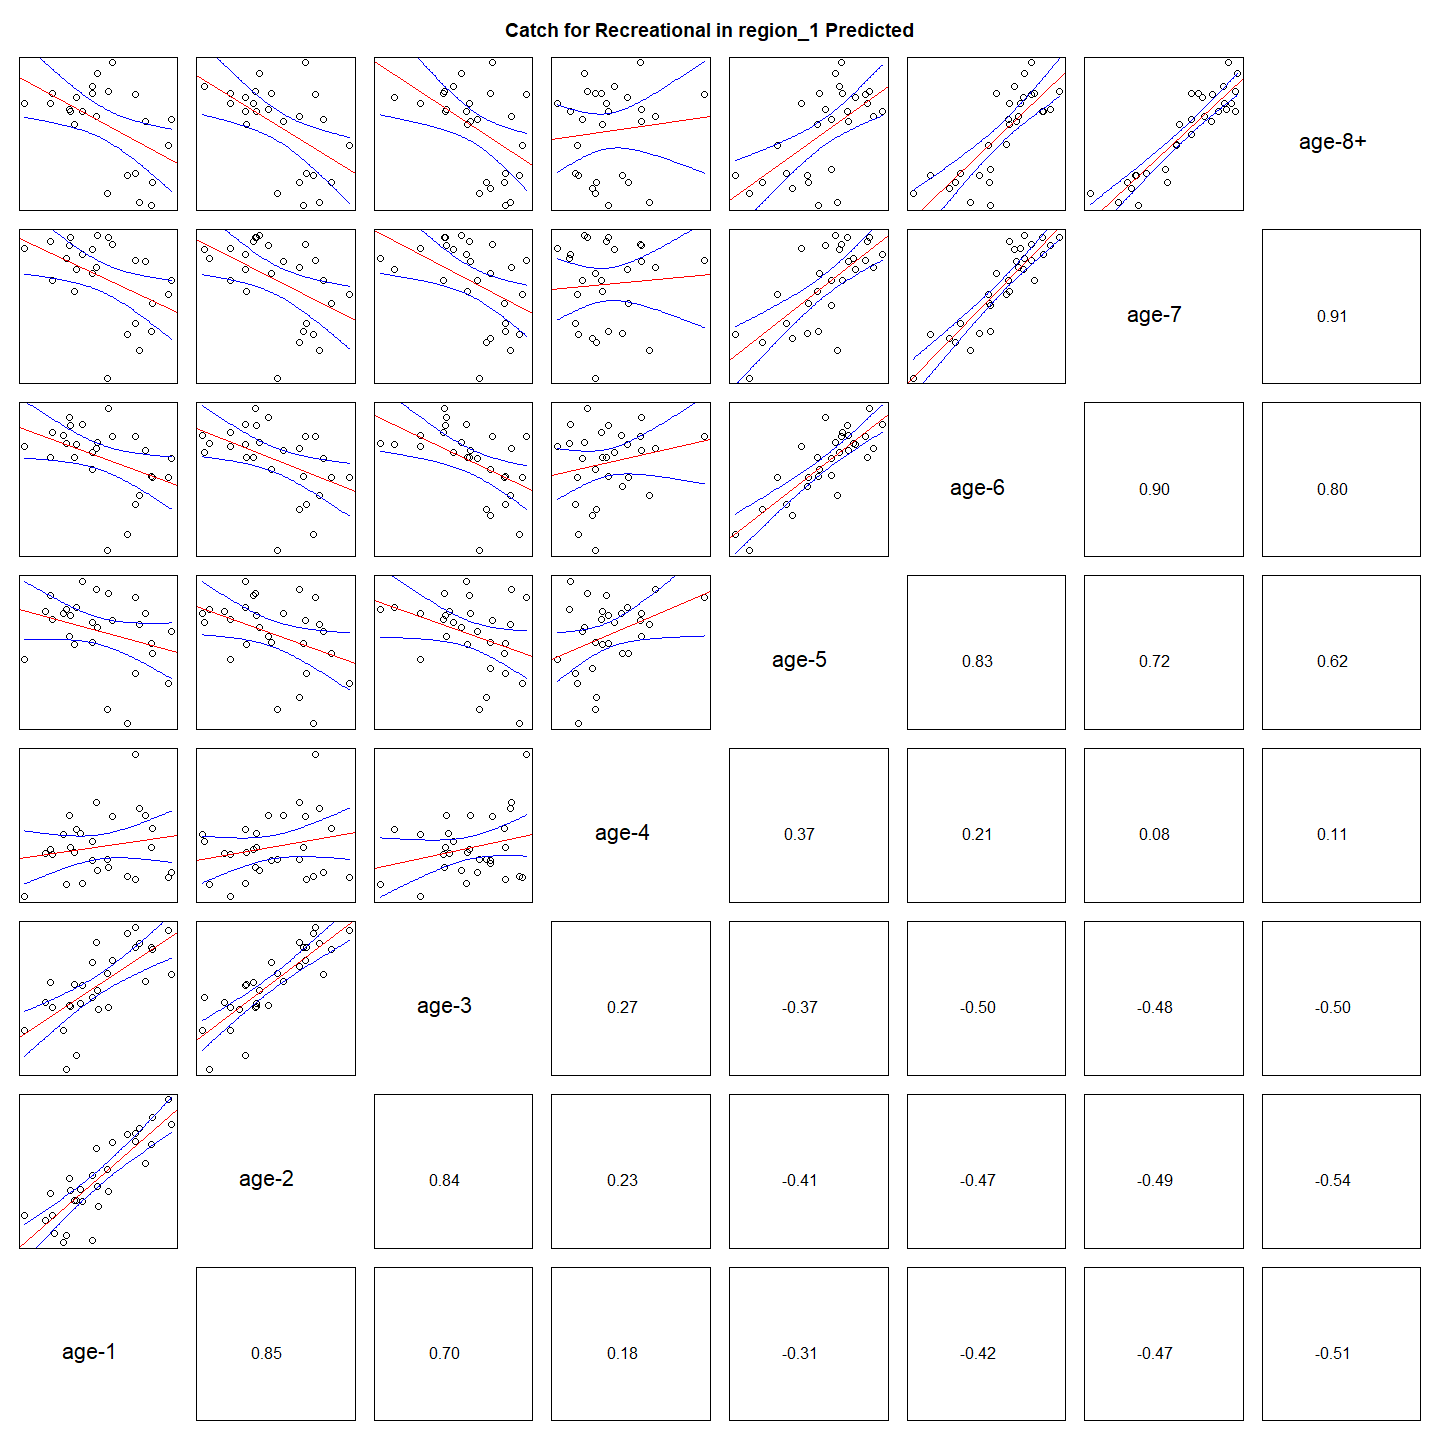 Catch for Recreational in region_1 Predicted
age-8+
age-7 0.91
age-6 0.90 0.80
age-5 0.83 0.72 0.62
age-4 0.37 0.21 0.08 0.11
age-3 0.27 -0.37 -0.50 -0.48 -0.50
age-2 0.84 0.23 -0.41 -0.47 -0.49 -0.54
age-1 0.85 0.70 0.18 -0.31 -0.42 -0.47 -0.51